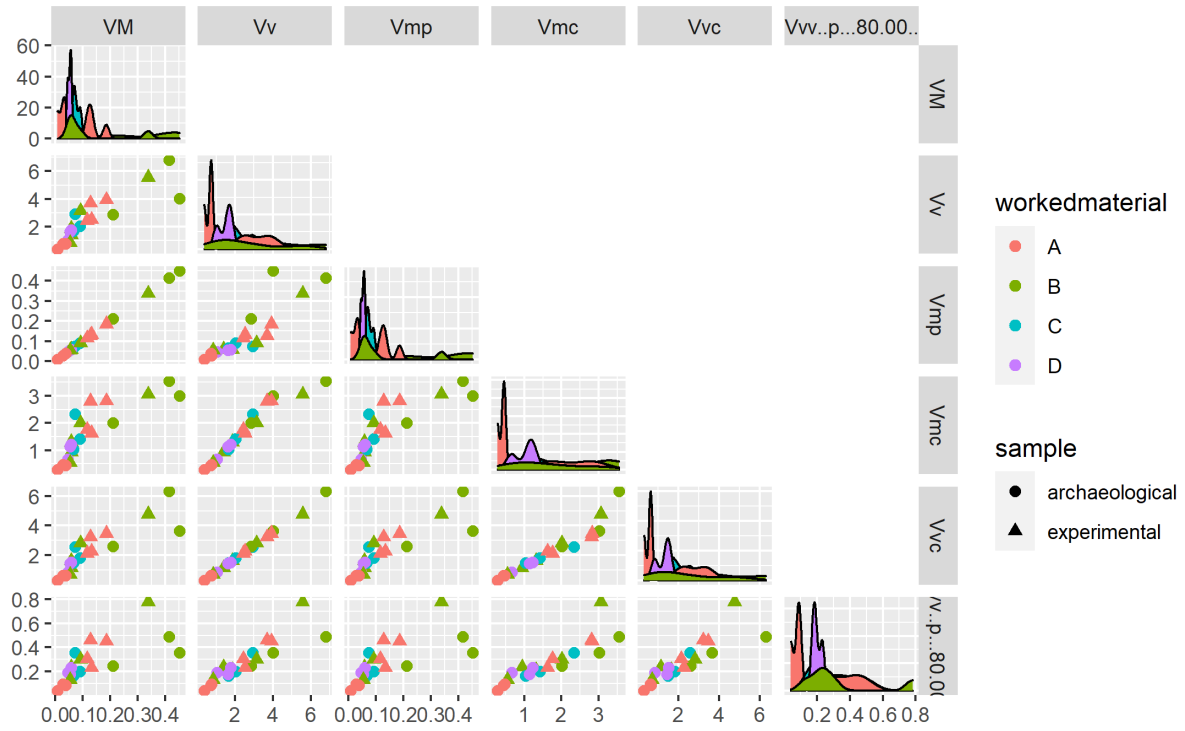 VM Vv Vmp Vmc Vvc Vvv..p...80.00..
60
40
20
0
VM
6
4
2
Vv
0.4
0.3
0.2
0.1
0.0
Vmp
3
2
1
Vmc
6
4
2
Vvc
0.8
0.6
0.4
0.2
0.00.10.20.30.4 2 4 6 0.00.10.20.30.4 1 2 3 2 4 6 0.2 0.4 0.6 0.8
workedmaterial
A
B
C
D
sample
archaeological
experimental